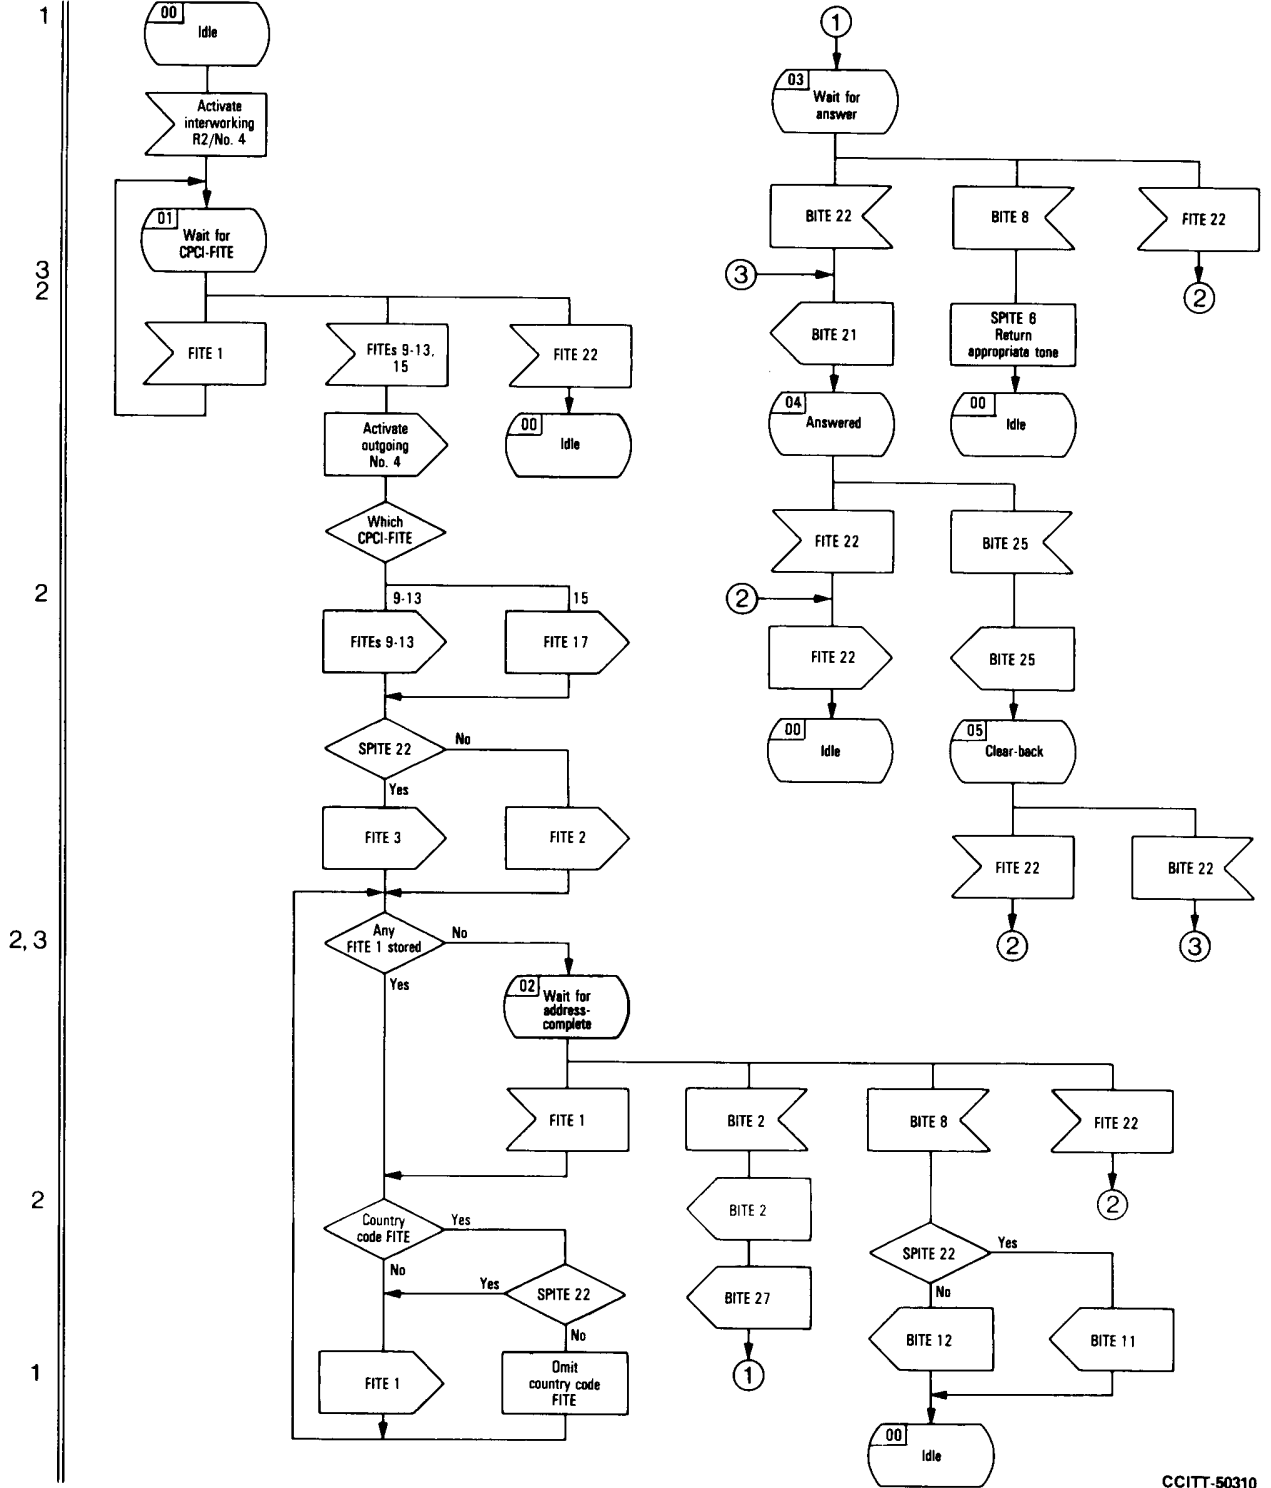 1
3
2
2
2, 3
2
1
00
Idle
Activate
interworking
R2/No. 4
01
Wait for
CPCI-FITE
FITE 1
FITEs 9-13,
15
FITE 22
Activate
outgoing
No. 4
00
Idle
Which
CPCI-FITE
9-13
15
FITEs 9-13
FITE 17
SPITE 22
No
Yes
FITE 3
FITE 2
Any
FITE 1 stored
No
Yes
02
Wait for
address-
complete
FITE 1
BITE 2
BITE 8
FITE 22
BITE 2
2
Country
code FITE
Yes
No
SPITE 22
Yes
No
BITE 27
1
SPITE 22
Yes
No
FITE 1
Omit
country code
FITE
BITE 12
BITE 11
00
Idle
1
03
Wait for
answer
BITE 22
BITE 8
FITE 22
3
2
BITE 21
SPITE 6
Return
appropriate tone
04
Answered
00
Idle
FITE 22
BITE 25
2
FITE 22
BITE 25
00
Idle
05
Clear-back
FITE 22
BITE 22
2
3
CCITT-50310